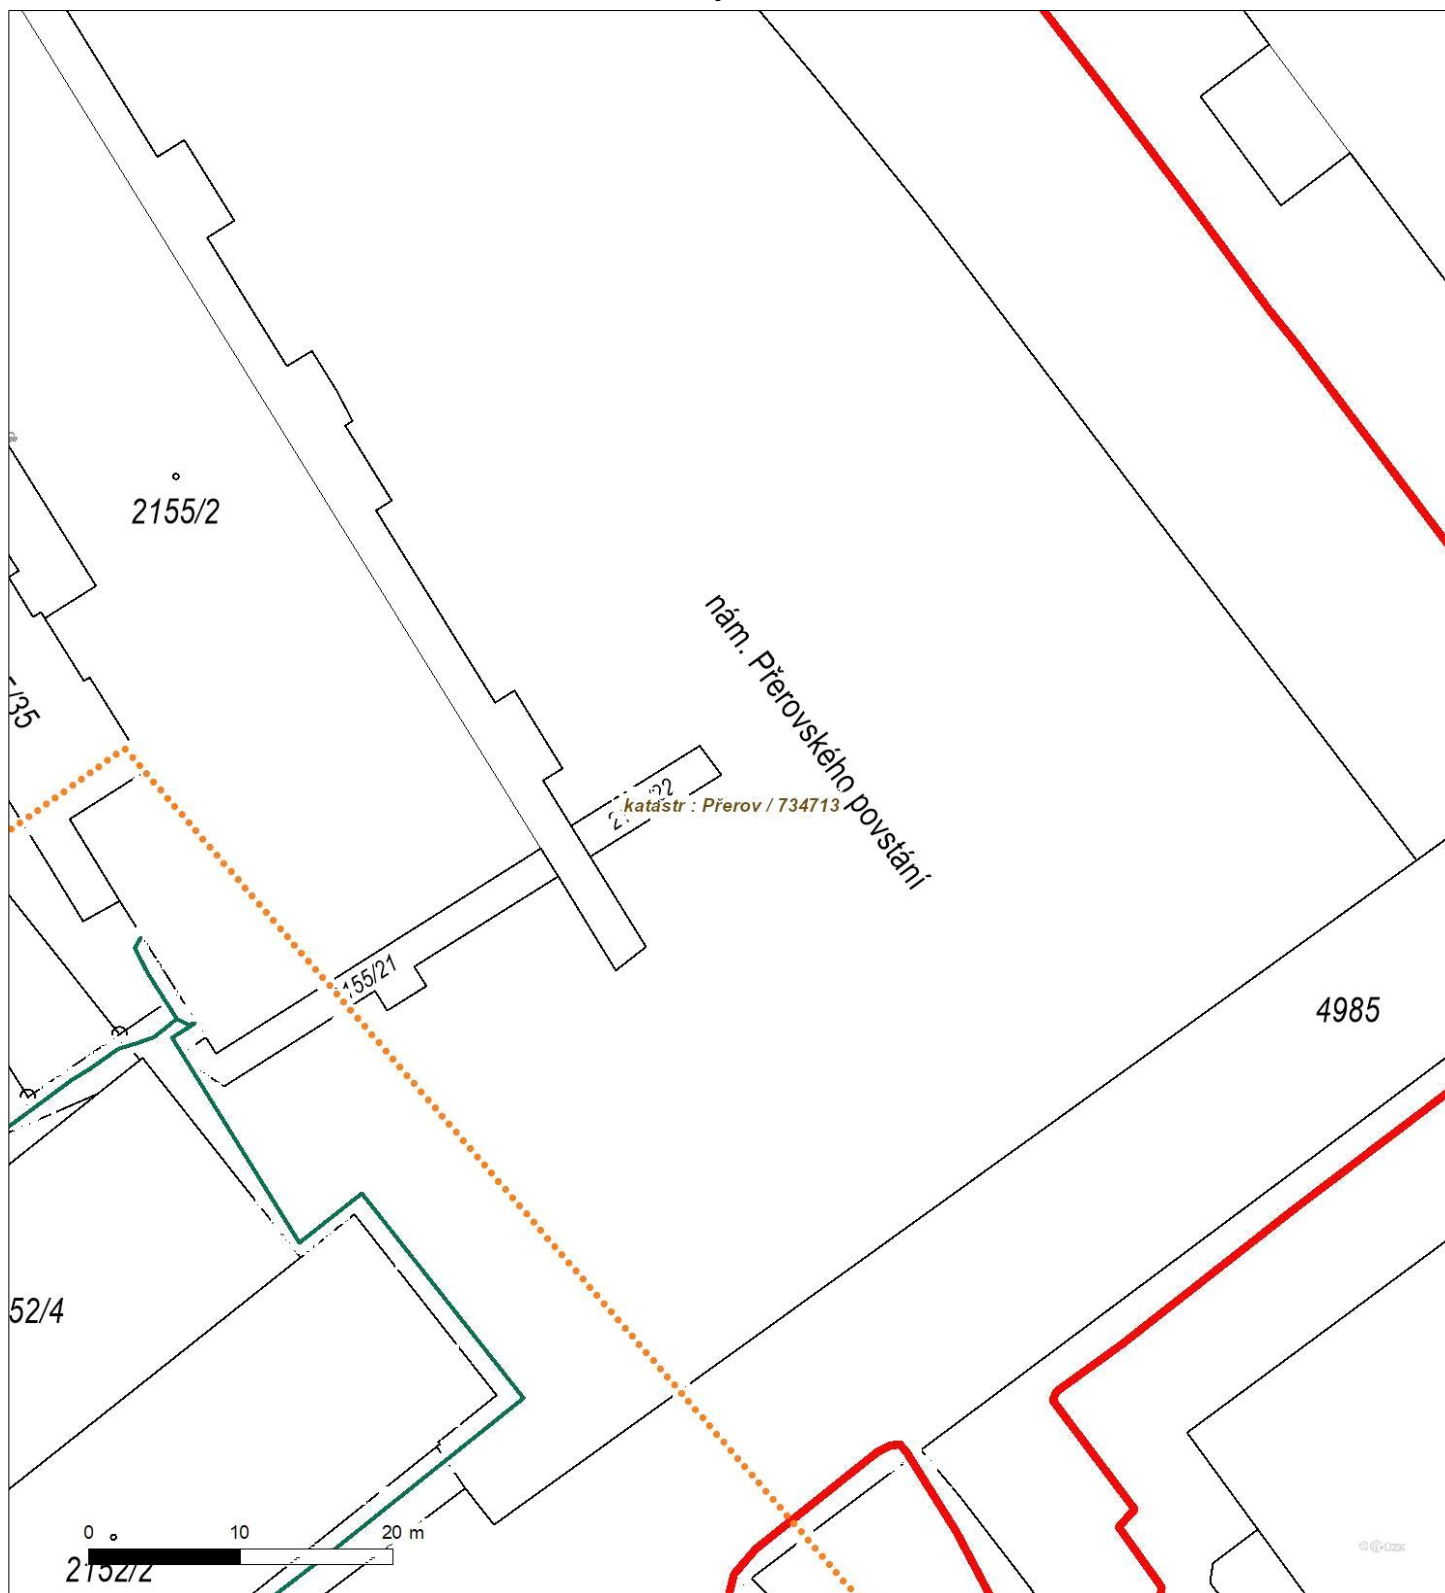 2155/2
/35
nám. Přerovského povstání
katastr : Přerov / 734713
155/21
4985
52/4
0 10 20 m
2152/2